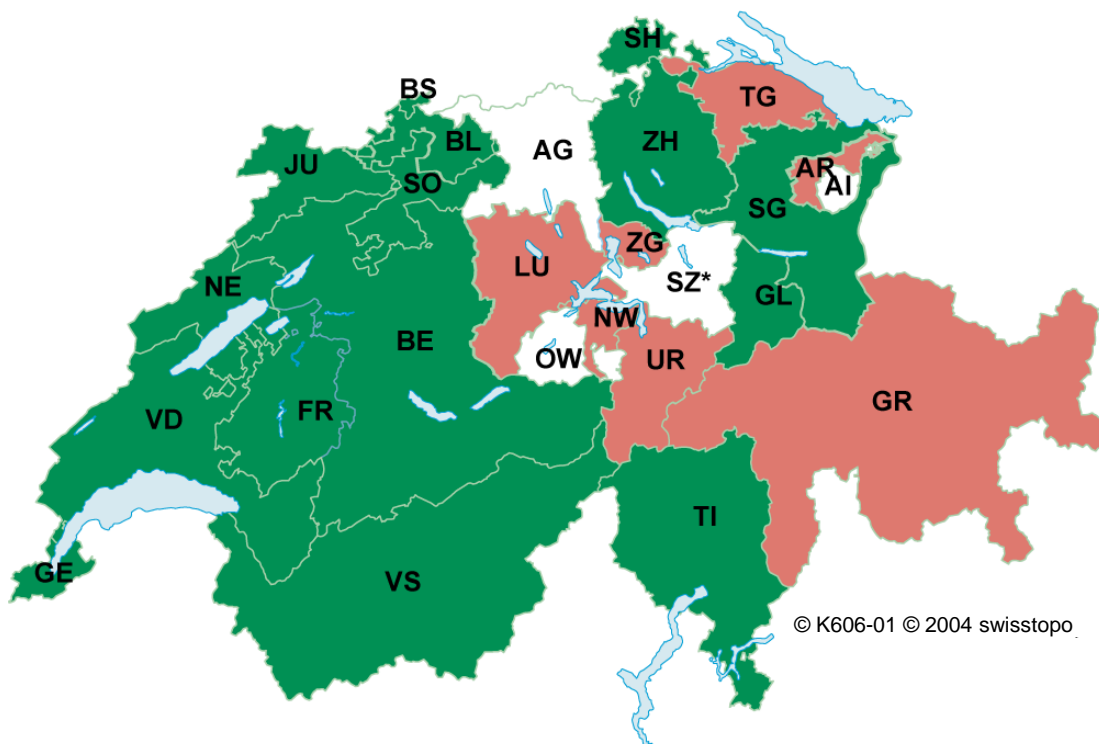 SH
BS
TG
BL
ZH
AG
JU
AR
SO
AI
SG
ZG
LU
SZ*
NE
GL
NW
BE
OW
UR
GR
FR
VD
TI
GE
VS
© K606-01 © 2004 swisstopo